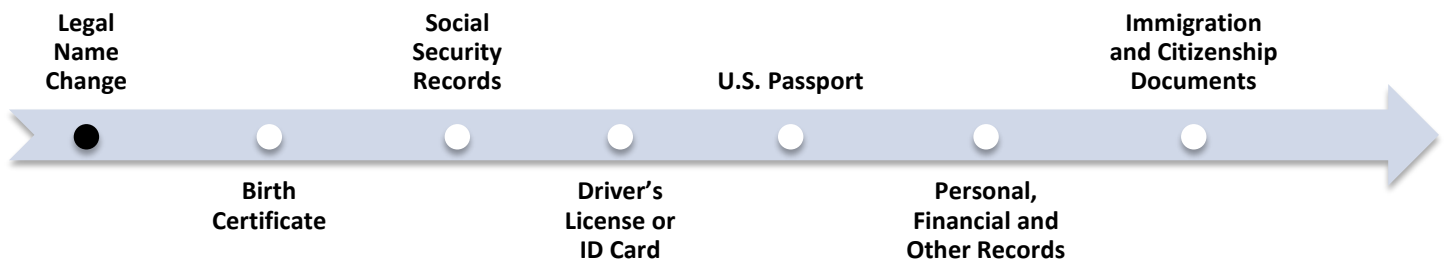 Legal
Name
Change
Birth
Certificate
Social
Security
Records
Driver’s
License or
ID Card
U.S. Passport
Personal,
Financial and
Other Records
Immigration
and Citizenship
Documents